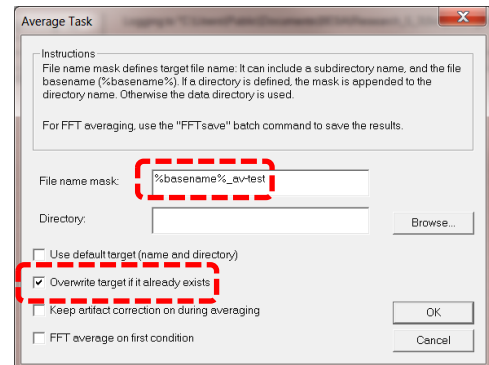 Average Task
Instructions
File name mask defines target file name: It can include a subdirectory name, and the file
basename (%basename%). If a directory is defined, the mask is appended to the
directory name. Otherwise the data directory is used.
For FFT averaging, use the "FFTsave" batch command to save the results.
File name mask: %basename%_av-test
Directory: Browse...
Use default target (name and directory)
Overwrite target if it already exists
Keep artifact correction on during averaging OK
FFT average on first condition Cancel